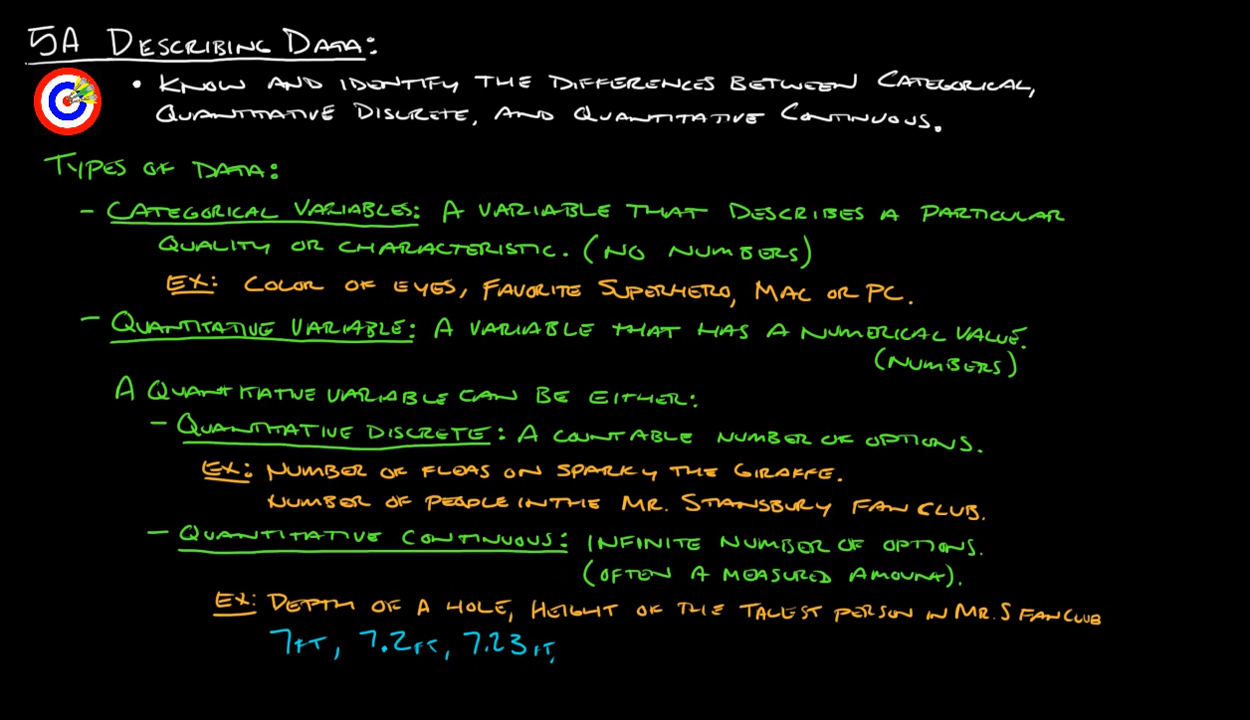 5A DESCRIBING DATA:
• KNOW AND IDENTIFY THE DIFFERENCES BETWEEN CATEGORICAL,
QUANTITATIVE DISCRETE, AND QUANTITATIVE CONTINUOUS.
TYPES OF DATA:
- CATEGORICAL VARIABLES: A VARIABLE THAT DESCRIBES A PARTICULAR
QUALITY OR CHARACTERISTIC. (NO NUMBERS)
EX: COLOR OF EYES, FAVORITE SUPERHERO, MAC OR PC.
- QUANTITATIVE VARIABLE: A VARIABLE THAT HAS A NUMERICAL VALUE.
(NUMBERS)
A QUANTITATIVE VARIABLE CAN BE EITHER:
- QUANTITATIVE DISCRETE: A COUNTABLE NUMBER OF OPTIONS.
EX: NUMBER OF FLEAS ON SPARKY THE GIRAFFE.
NUMBER OF PEOPLE IN THE MR. STANSBURY FAN CLUB.
- QUANTITATIVE CONTINUOUS: INFINITE NUMBER OF OPTIONS.
(OFTEN A MEASURED AMOUNT).
EX: DEPTH OF A HOLE, HEIGHT OF THE TALLEST PERSON IN MR. S FAN CLUB
7FT, 7.2FT, 7.23FT,